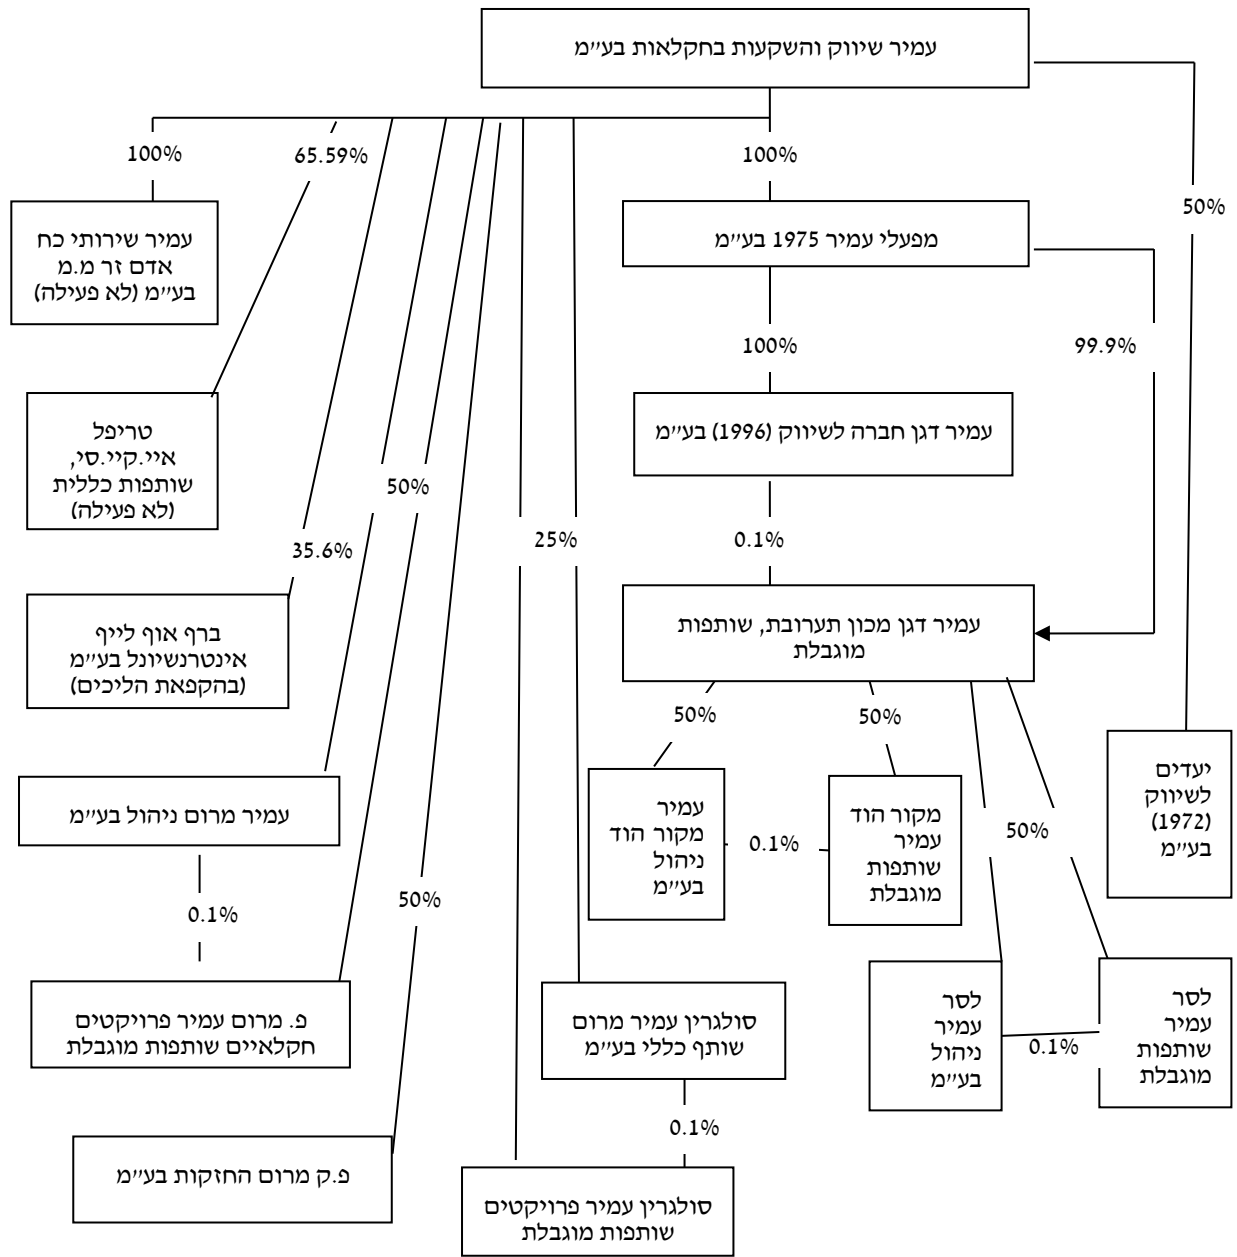 עמיר שיווק והשקעות בחקלאות בע״מ
100%
65.59%
100%
50%
עמיר שירותי כח
אדם זר מ.מ
בע״מ (לא פעילה)
מפעלי עמיר 1975 בע״מ
100%
99.9%
טריפל
איי.קיי.סי,
שותפות כללית
(לא פעילה)
עמיר דגן חברה לשיווק (1996) בע״מ
50%
35.6%
25%
0.1%
ברף אוף לייף
אינטרנשיונל בע״מ
(בהקפאת הליכים)
עמיר דגן מכון תערובת, שותפות
מוגבלת
50%
50%
יעדים
לשיווק
(1972)
בע״מ
עמיר מרום ניהול בע״מ
עמיר
מקור הוד
ניהול
בע״מ
0.1%
מקור הוד
עמיר
שותפות
מוגבלת
50%
0.1%
50%
פ. מרום עמיר פרויקטים
חקלאיים שותפות מוגבלת
סולגרין עמיר מרום
שותף כללי בע״מ
לסר
עמיר
ניהול
בע״מ
0.1%
לסר
עמיר
שותפות
מוגבלת
0.1%
פ.ק מרום החזקות בע״מ
סולגרין עמיר פרויקטים
שותפות מוגבלת